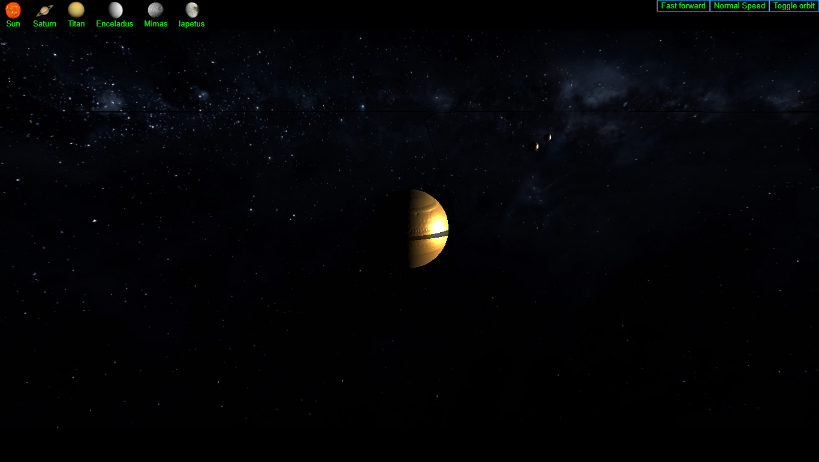 Sun Saturn Titan Enceladus Mimas Iapetus
Fast forward Normal Speed Toggle orbit